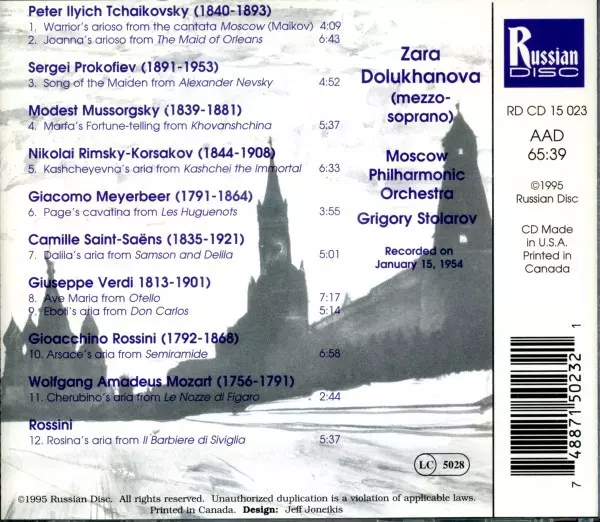 Peter Ilyich Tchaikovsky (1840-1893)
1. Warrior's arioso from the cantata Moscow (Maikov) 4:09
2. Joanna's arioso from The Maid of Orleans 6:43
Sergei Prokofiev (1891-1953)
3. Song of the Maiden from Alexander Nevsky 4:52
Modest Mussorgsky (1839-1881)
4. Marfa's Fortune-telling from Khovanshchina 5:37
Nikolai Rimsky-Korsakov (1844-1908)
5. Kashcheyevna's aria from Kashchei the Immortal 6:33
Giacomo Meyerbeer (1791-1864)
6. Page's cavatina from Les Huguenots 3:55
Camille Saint-Saëns (1835-1921)
7. Dalila's aria from Samson and Delila 5:01
Giuseppe Verdi 1813-1901)
8. Ave Maria from Otello 7:17
9. Eboli's aria from Don Carlos 5:14
Gioacchino Rossini (1792-1868)
10. Arsace's aria from Semiramide 6:58
Wolfgang Amadeus Mozart (1756-1791)
11. Cherubino's aria from Le Nozze di Figaro 2:44
Rossini
12. Rosina's aria from Il Barbiere di Siviglia 5:37
Zara
Dolukhanova
(mezzo-
soprano)
Moscow
Philharmonic
Orchestra
Grigory Stolarov
Recorded on
January 15, 1954
Russian
DISC
RD CD 15 023
AAD
65:39
©1995
Russian Disc
CD Made in
U.S.A.
Printed in
Canada
7 48871 50232 1
LC 5028
©1995 Russian Disc. All rights reserved. Unauthorized duplication is a violation of applicable laws.
Printed in Canada. Design: Jeff Joneikis